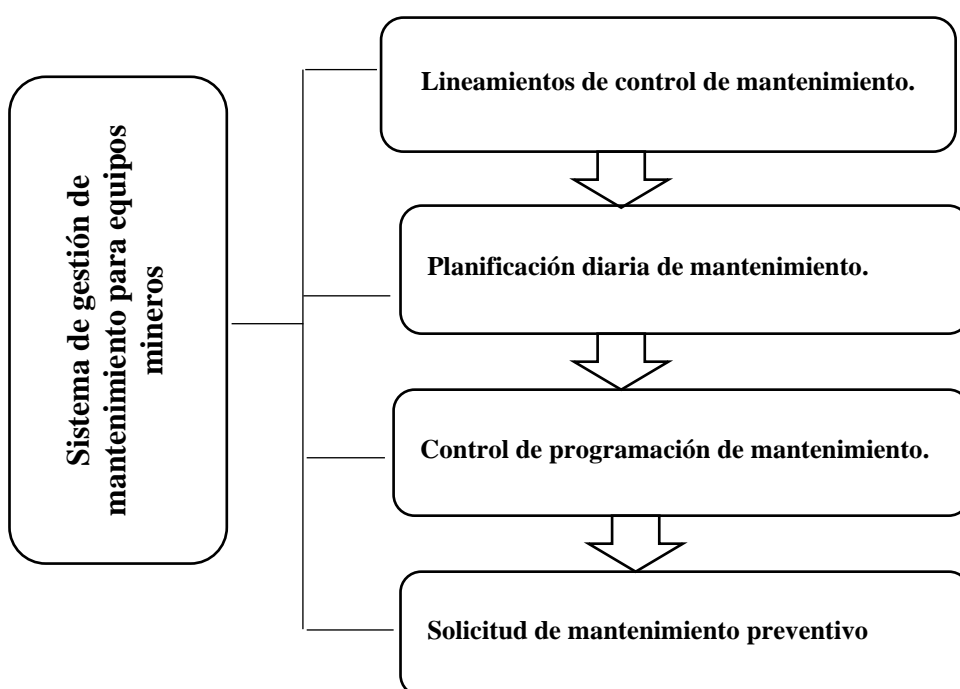 Sistema de gestión de
mantenimiento para equipos
mineros
Lineamientos de control de mantenimiento.
Planificación diaria de mantenimiento.
Control de programación de mantenimiento.
Solicitud de mantenimiento preventivo